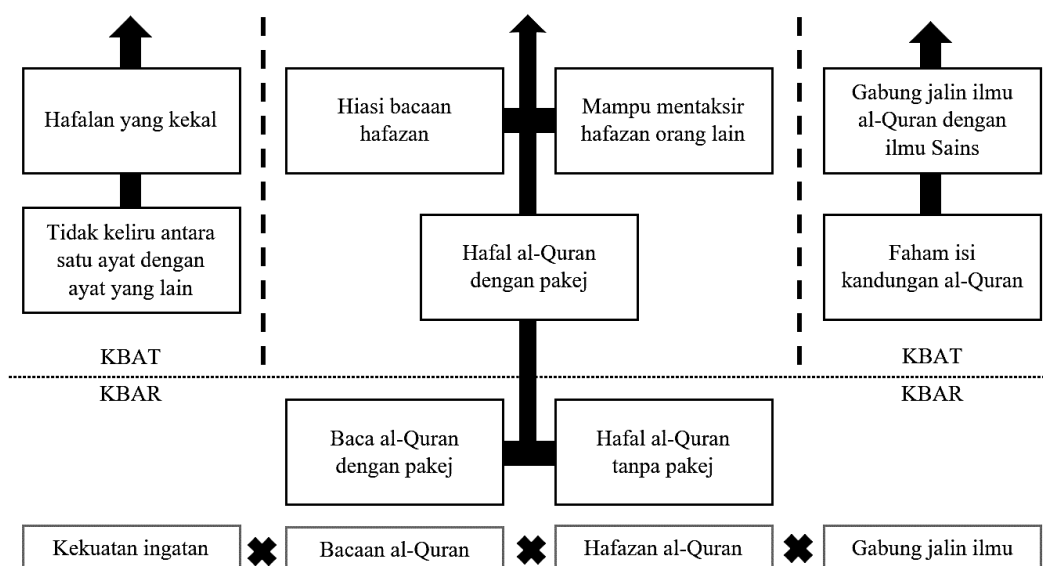 Hafalan yang kekal
Hiasi bacaan
hafazan
Mampu mentaksir
hafazan orang lain
Gabung jalin ilmu
al-Quran dengan
ilmu Sains
Tidak keliru antara
satu ayat dengan
ayat yang lain
Hafal al-Quran
dengan pakej
Faham isi
kandungan al-Quran
KBAT
KBAT
KBAR
KBAR
Baca al-Quran
dengan pakej
Hafal al-Quran
tanpa pakej
Kekuatan ingatan
Bacaan al-Quran
Hafazan al-Quran
Gabung jalin ilmu